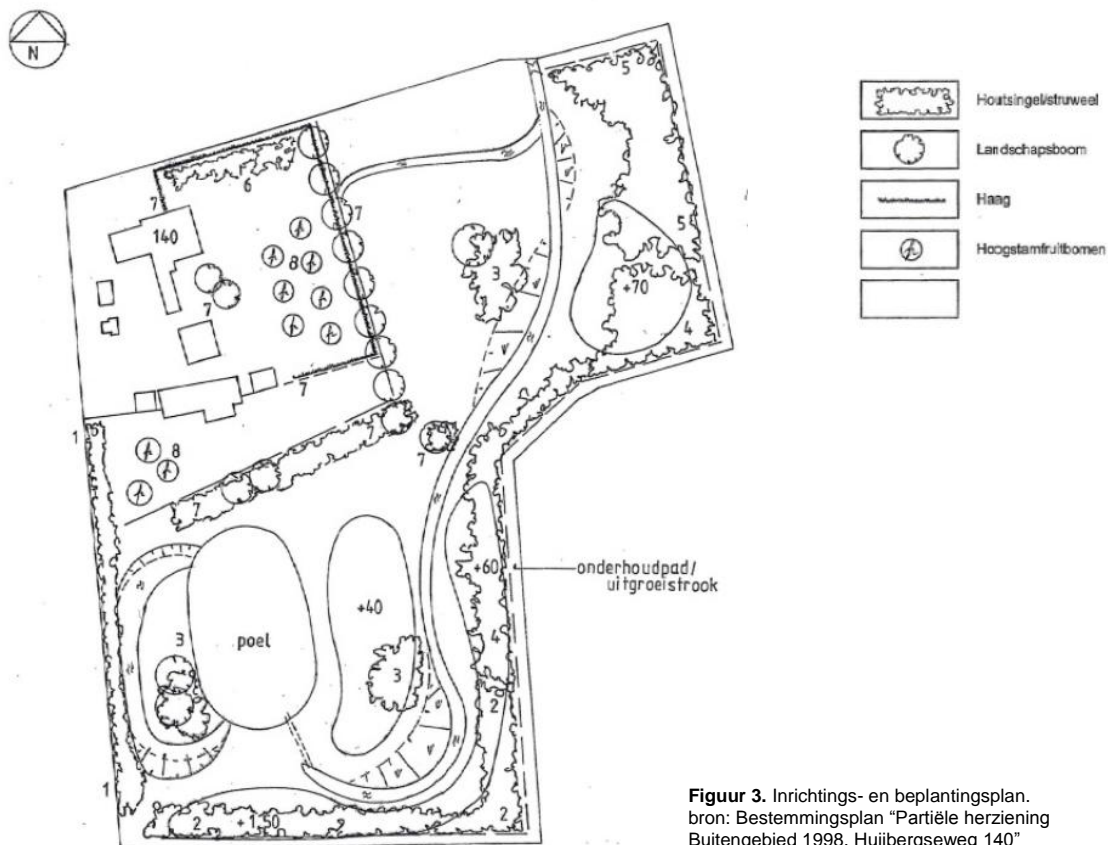 N
Houtsingel/struweel
Landschapsboom
Haag
Hoogstamfruitbomen
5
6
7
140
7
8
7
5
3
+70
4
7
1
8
7
7
7
+60
onderhoudpad/
uitgroeistrook
+40
3
poel
4
3
2
1
2
+1.50
2
2
Figuur 3. Inrichtings- en beplantingsplan.
bron: Bestemmingsplan “Partiële herziening
Buitengebied 1998, Huijbergseweg 140”